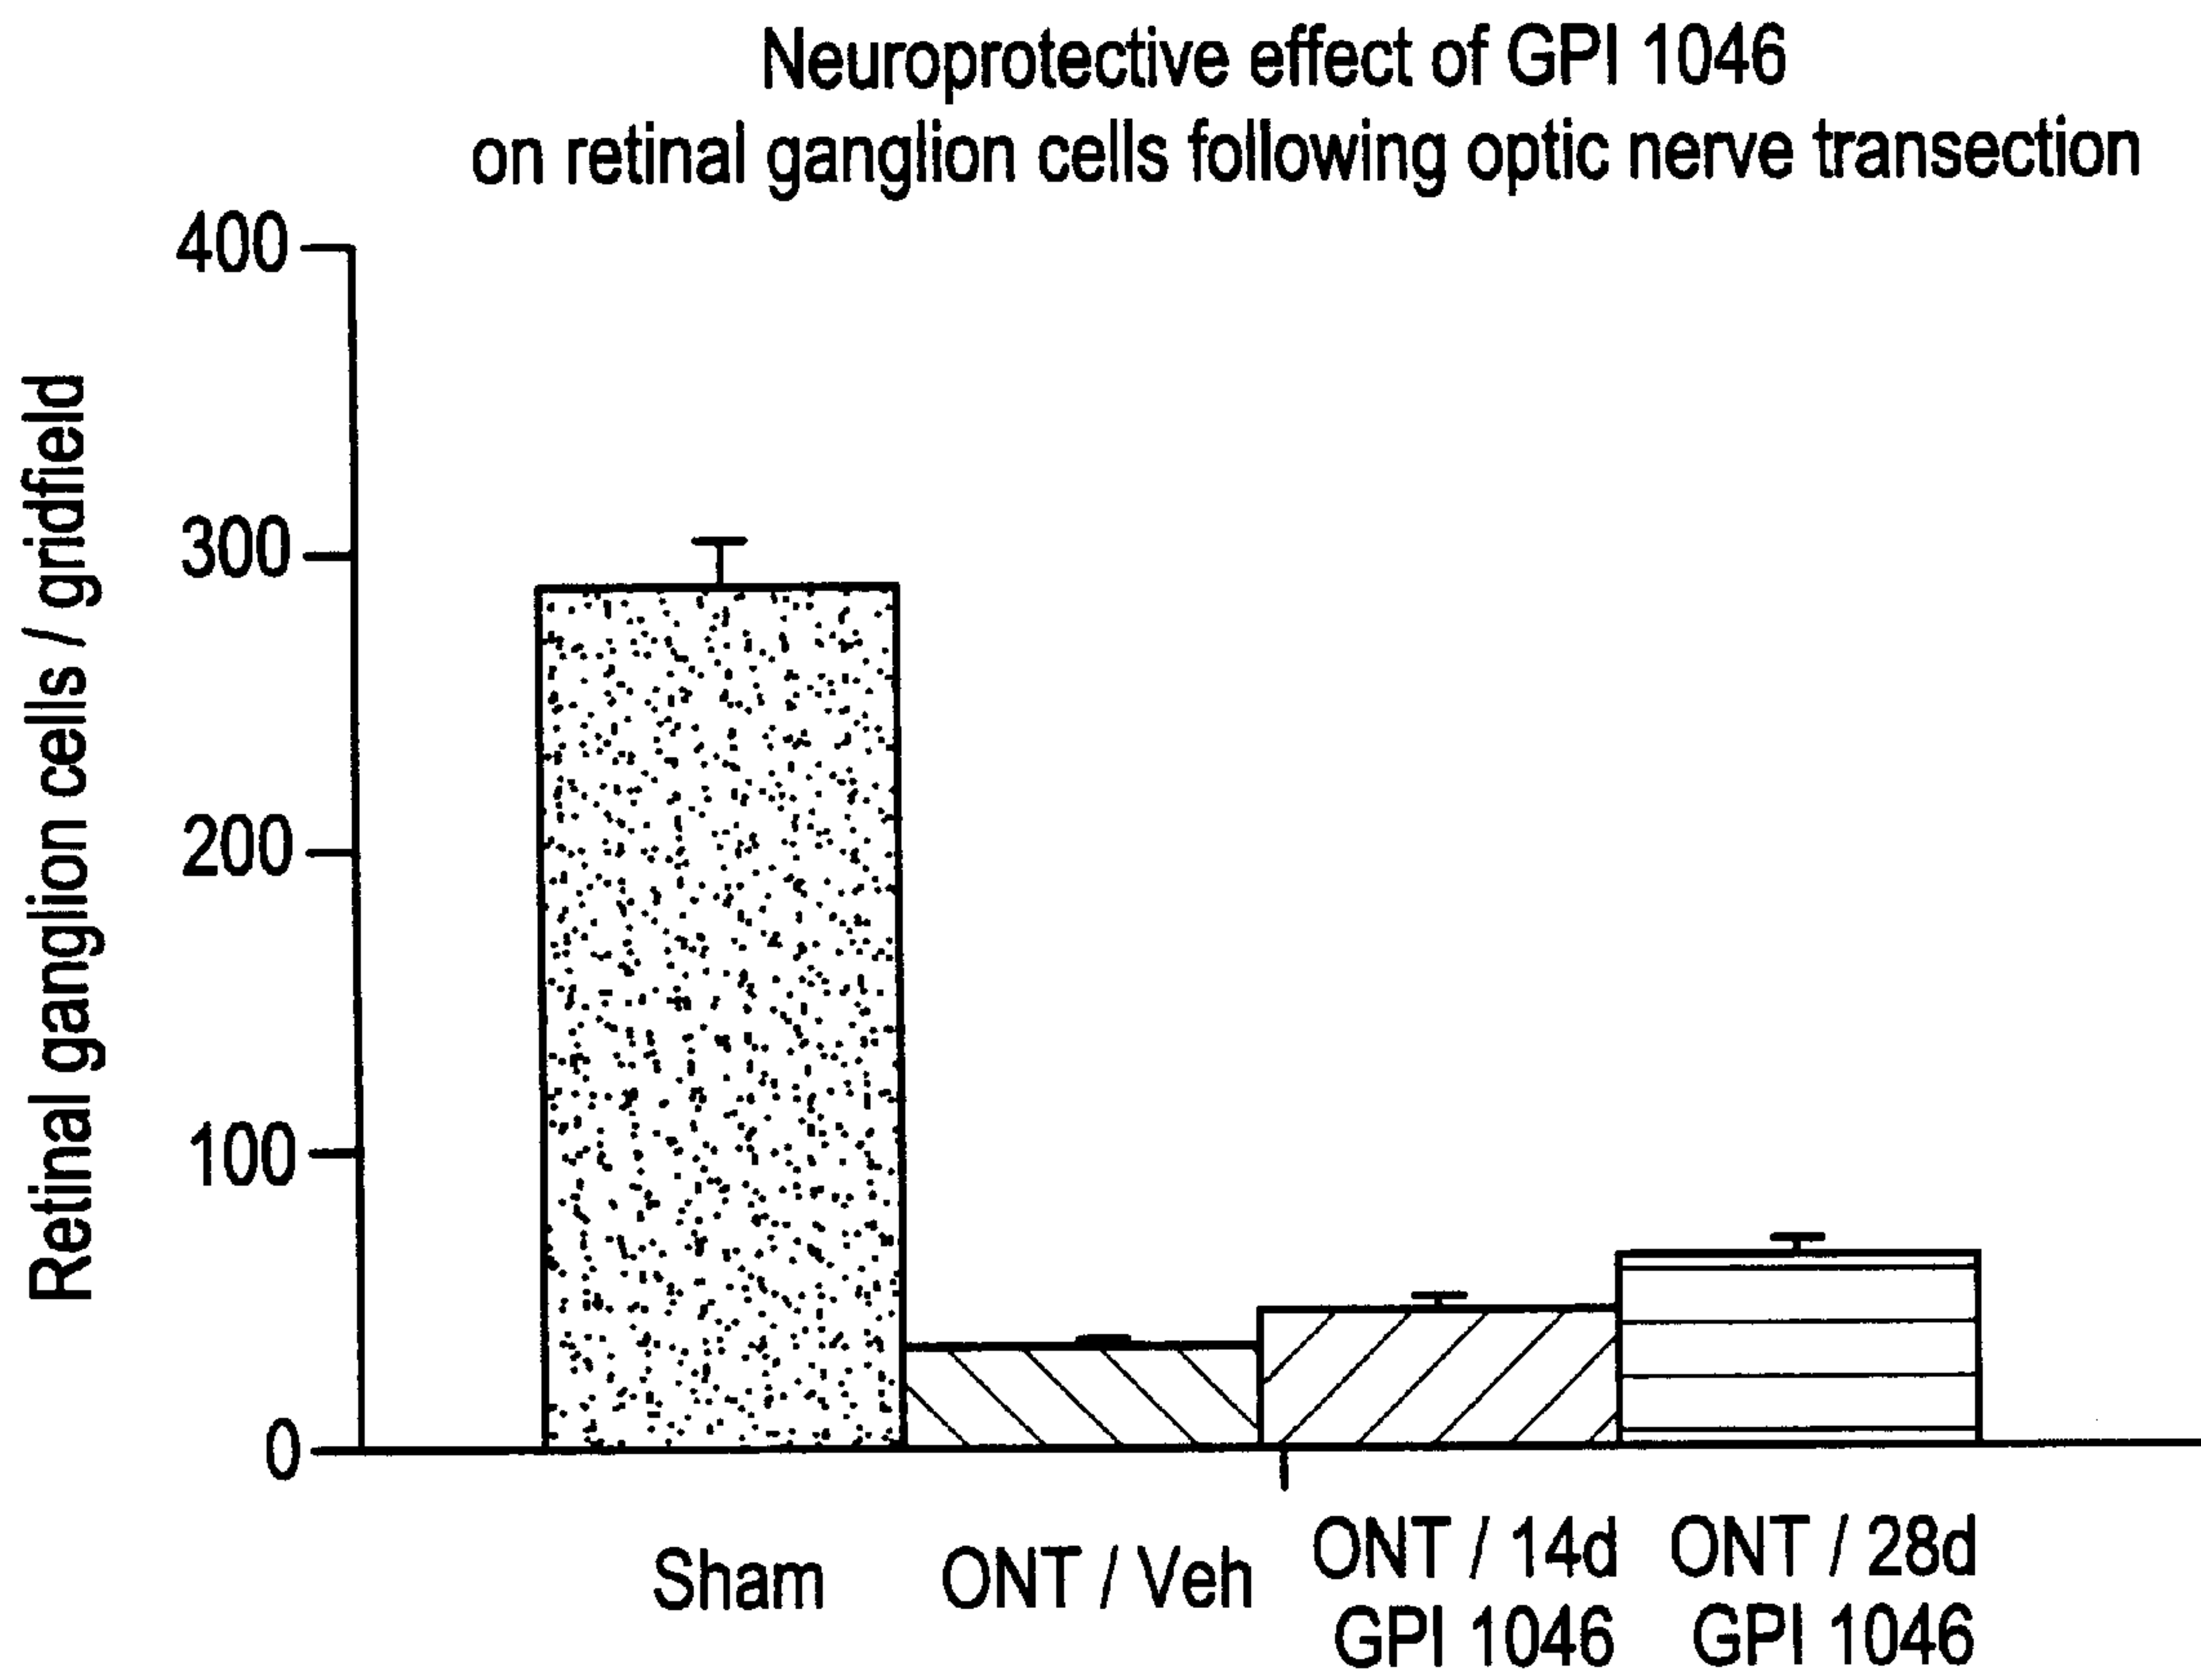 Neuroprotective effect of GPI 1046
on retinal ganglion cells following optic nerve transection
Retinal ganglion cells / gridfield
400
300
200
100
0
Sham
ONT / Veh
ONT / 14d
GPI 1046
ONT / 28d
GPI 1046